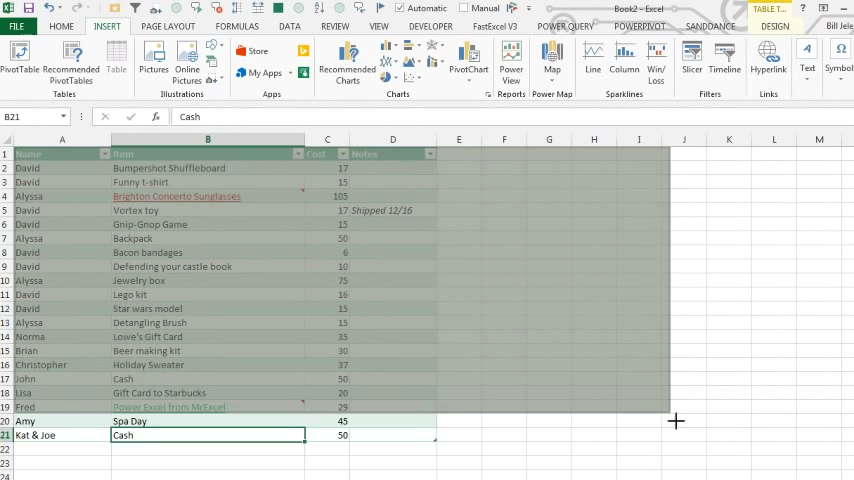 Automatic Manual Book2 - Excel TABLE T...
FILE HOME INSERT PAGE LAYOUT FORMULAS DATA REVIEW VIEW DEVELOPER FastExcel V3 POWER QUERY POWERPIVOT SANDDANCE DESIGN Bill Jele
PivotTable Recommended PivotTables Table Pictures Online Pictures Store My Apps Recommended Charts PivotChart Power View Map Line Column Win/Loss Slicer Timeline Hyperlink Text Symbol
Tables Illustrations Apps Charts Reports Power Map Sparklines Filters Links
B21 Cash
A B C D E F G H I J K L M
1 Name Item Cost Notes
2 David Bumpershot Shuffleboard 17
3 David Funny t-shirt 15
4 Alyssa Brighton Concerto Sunglasses 105
5 David Vortex toy 17 Shipped 12/16
6 David Gnip-Gnop Game 15
7 Alyssa Backpack 50
8 David Bacon bandages 6
9 David Defending your castle book 10
10 Alyssa Jewelry box 75
11 David Lego kit 16
12 David Star wars model 15
13 Alyssa Detangling Brush 15
14 Norma Lowe's Gift Card 35
15 Brian Beer making kit 30
16 Christopher Holiday Sweater 37
17 John Cash 50
18 Lisa Gift Card to Starbucks 20
19 Fred Power Excel from MrExcel 29
20 Amy Spa Day 45
21 Kat & Joe Cash 50
22
23
24